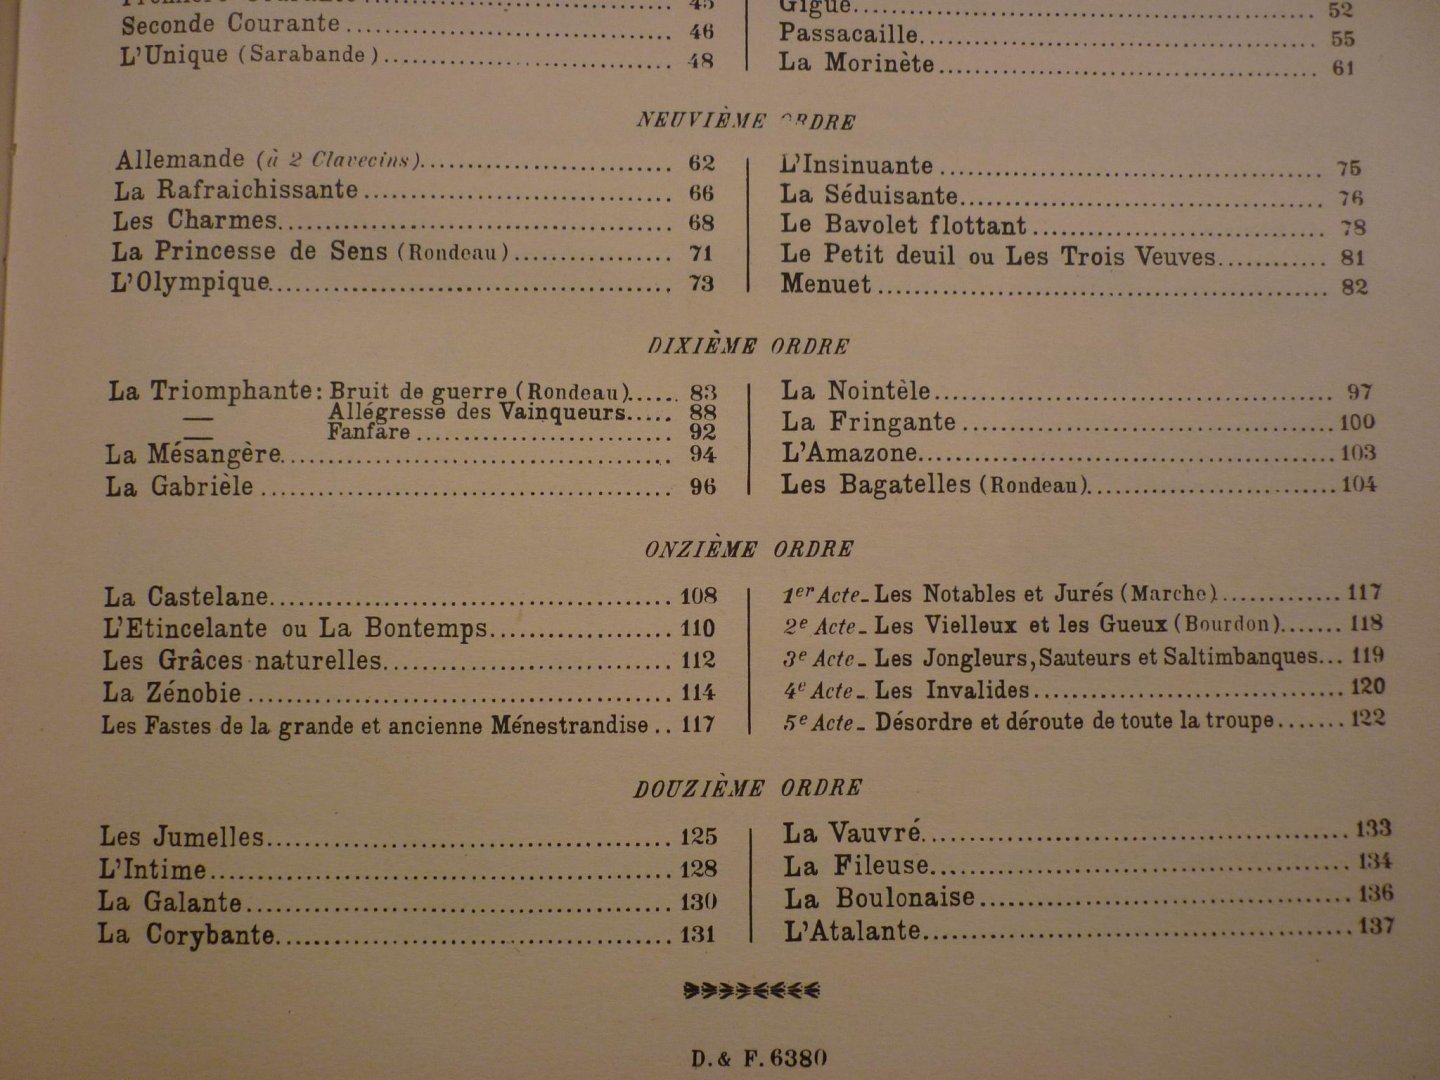 Première Courante 45
Seconde Courante 46
L'Unique (Sarabande) 48
Gigue 52
Passacaille 55
La Morinète 61
NEUVIÈME ORDRE
Allemande (à 2 Clavecins) 62
La Rafraichissante 66
Les Charmes 68
La Princesse de Sens (Rondeau) 71
L'Olympique 73
L'Insinuante 75
La Séduisante 76
Le Bavolet flottant 78
Le Petit deuil ou Les Trois Veuves 81
Menuet 82
DIXIÈME ORDRE
La Triomphante: Bruit de guerre (Rondeau) 83
— Allégresse des Vainqueurs 88
— Fanfare 92
La Mésangère 94
La Gabrièle 96
La Nointèle 97
La Fringante 100
L'Amazone 103
Les Bagatelles (Rondeau) 104
ONZIÈME ORDRE
La Castelane 108
L'Etincelante ou La Bontemps 110
Les Grâces naturelles 112
La Zénobie 114
Les Fastes de la grande et ancienne Ménestrandise 117
1er Acte - Les Notables et Jurés (Marche) 117
2e Acte - Les Vielleux et les Gueux (Bourdon) 118
3e Acte - Les Jongleurs, Sauteurs et Saltimbanques 119
4e Acte - Les Invalides 120
5e Acte - Désordre et déroute de toute la troupe 122
DOUZIÈME ORDRE
Les Jumelles 125
L'Intime 128
La Galante 130
La Corybante 131
La Vauvré 133
La Fileuse 134
La Boulonaise 136
L'Atalante 137
D. & F. 6380